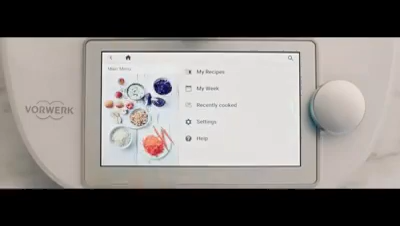 Main Menu
My Recipes
My Week
VORWERK
Recently cooked
Settings
Help